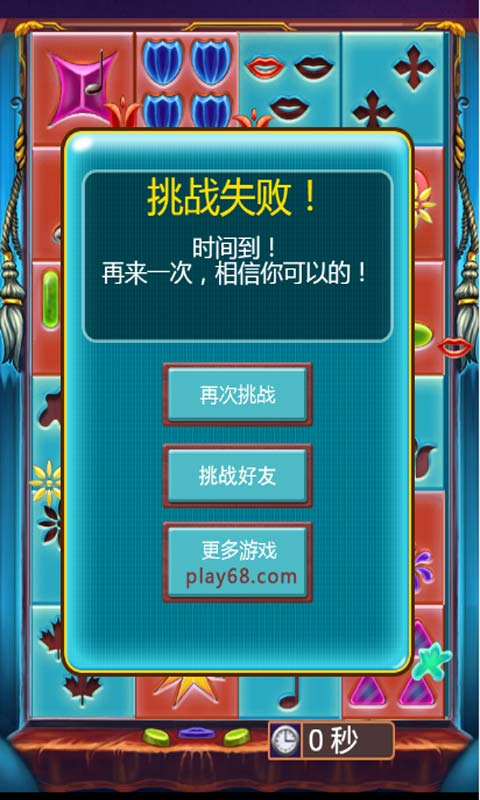 挑战失败！
时间到！
再来一次，相信你可以的！
再次挑战
挑战好友
更多游戏
play68.com
0 秒